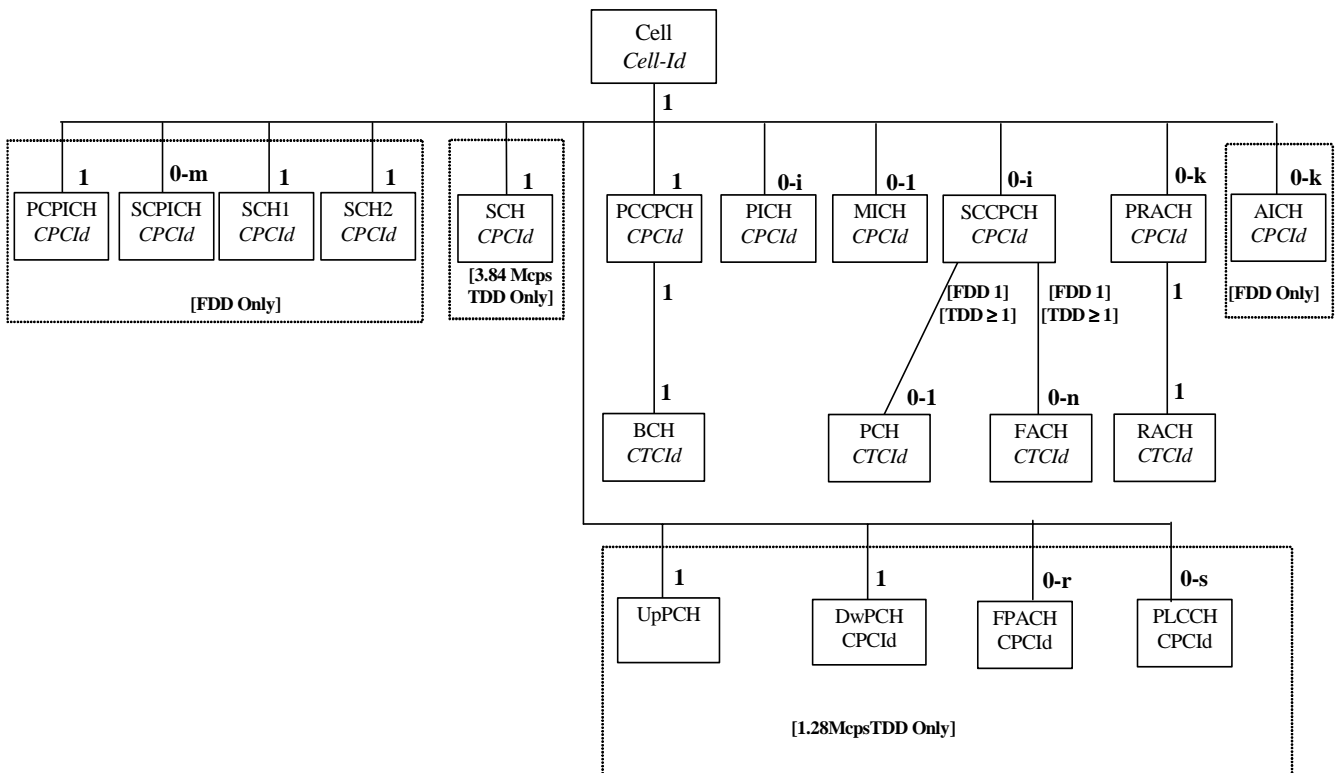 Cell
Cell-Id
1
1
0-m
1
1
1
1
0-i
0-1
0-i
0-k
0-k
PCPICH
CPCId
SCPICH
CPCId
SCH1
CPCId
SCH2
CPCId
SCH
CPCId
PCCPCH
CPCId
PICH
CPCId
MICH
CPCId
SCCPCH
CPCId
PRACH
CPCId
AICH
CPCId
[FDD Only]
[3.84 Mcps
TDD Only]
1
[FDD 1]
[TDD ≥ 1]
[FDD 1]
[TDD ≥ 1]
1
[FDD Only]
1
0-1
0-n
1
BCH
CTCId
PCH
CTCId
FACH
CTCId
RACH
CTCId
1
1
0-r
0-s
UpPCH
DwPCH
CPCId
FPACH
CPCId
PLCCH
CPCId
[1.28McpsTDD Only]